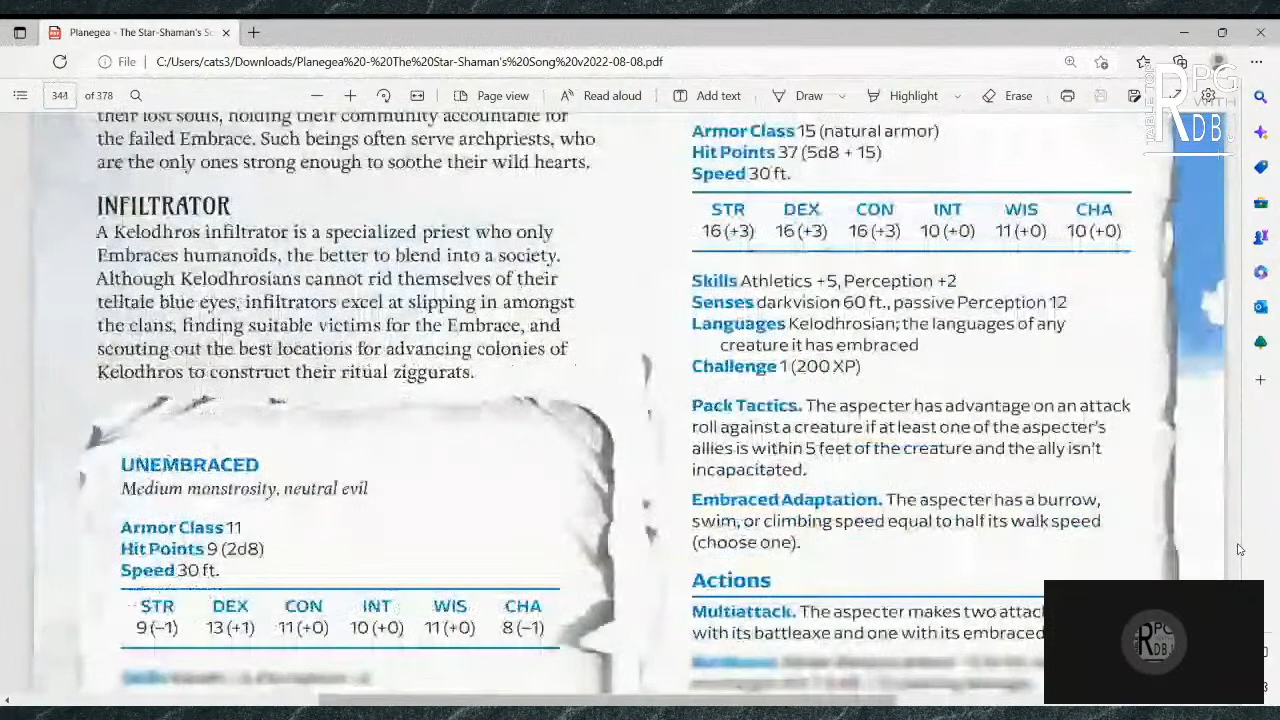 Planegea - The Star-Shaman's So
File
C:/Users/cats3/Downloads/Planegea%20-%20The%20Star-Shaman's%20Song%20v2022-08-08.pdf
344 of 378
Page view
Read aloud
Add text
Draw
Highlight
Erase
TABLE TOP RPG WITH RDB
their lost souls, holding their community accountable for
the failed Embrace. Such beings often serve archpriests, who
are the only ones strong enough to soothe their wild hearts.
INFILTRATOR
A Kelodhros infiltrator is a specialized priest who only
Embraces humanoids, the better to blend into a society.
Although Kelodhrosians cannot rid themselves of their
telltale blue eyes, infiltrators excel at slipping in amongst
the clans, finding suitable victims for the Embrace, and
scouting out the best locations for advancing colonies of
Kelodhros to construct their ritual ziggurats.
UNEMBRACED
Medium monstrosity, neutral evil
Armor Class 11
Hit Points 9 (2d8)
Speed 30 ft.
STR DEX CON INT WIS CHA
9 (–1) 13 (+1) 11 (+0) 10 (+0) 11 (+0) 8 (–1)
Armor Class 15 (natural armor)
Hit Points 37 (5d8 + 15)
Speed 30 ft.
STR DEX CON INT WIS CHA
16 (+3) 16 (+3) 16 (+3) 10 (+0) 11 (+0) 10 (+0)
Skills Athletics +5, Perception +2
Senses darkvision 60 ft., passive Perception 12
Languages Kelodhrosian; the languages of any
creature it has embraced
Challenge 1 (200 XP)
Pack Tactics. The aspecter has advantage on an attack
roll against a creature if at least one of the aspecter's
allies is within 5 feet of the creature and the ally isn't
incapacitated.
Embraced Adaptation. The aspecter has a burrow,
swim, or climbing speed equal to half its walk speed
(choose one).
Actions
Multiattack. The aspecter makes two attac
with its battleaxe and one with its embraced
RPG WITH RDB